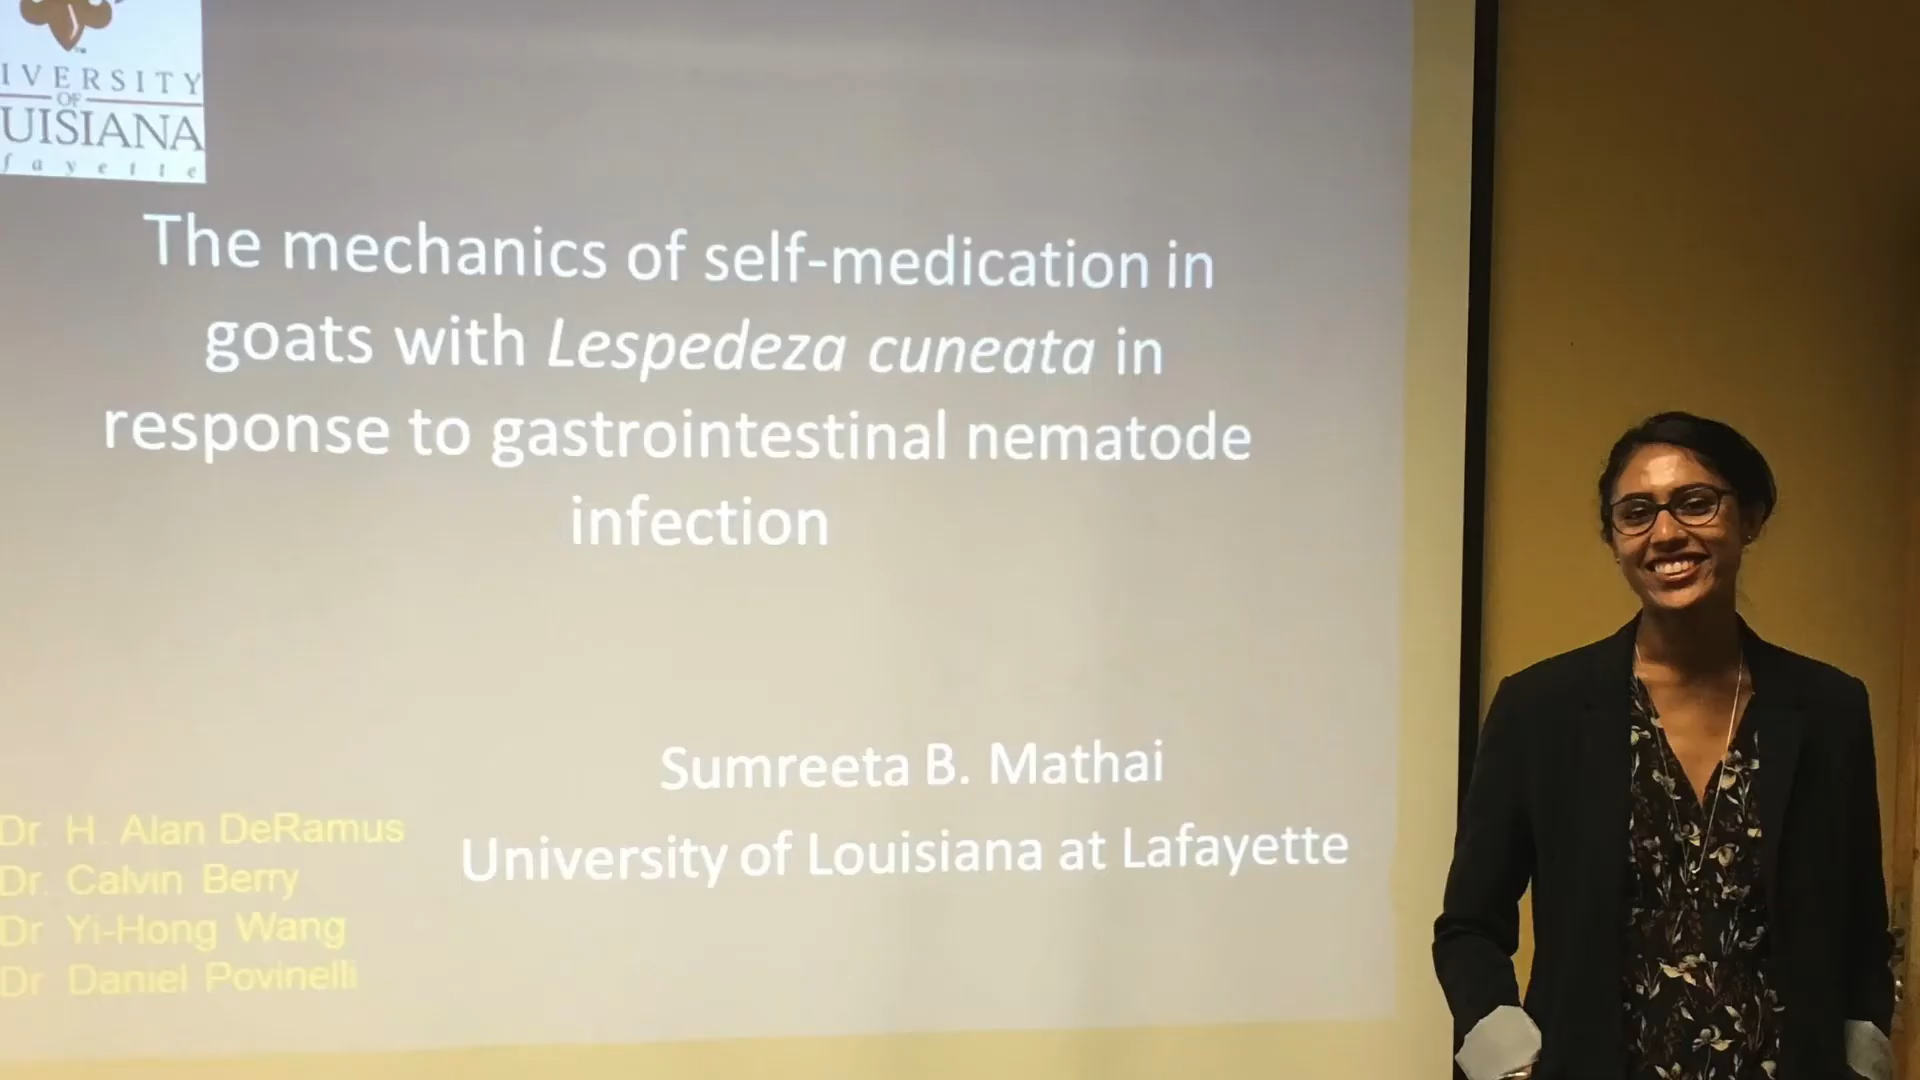 IVERSITY
OF
UISIANA
fayette
The mechanics of self-medication in
goats with Lespedeza cuneata in
response to gastrointestinal nematode
infection
Sumreeta B. Mathai
University of Louisiana at Lafayette
Dr. H. Alan DeRamus
Dr. Calvin Berry
Dr Yi-Hong Wang
Dr Daniel Povinelli